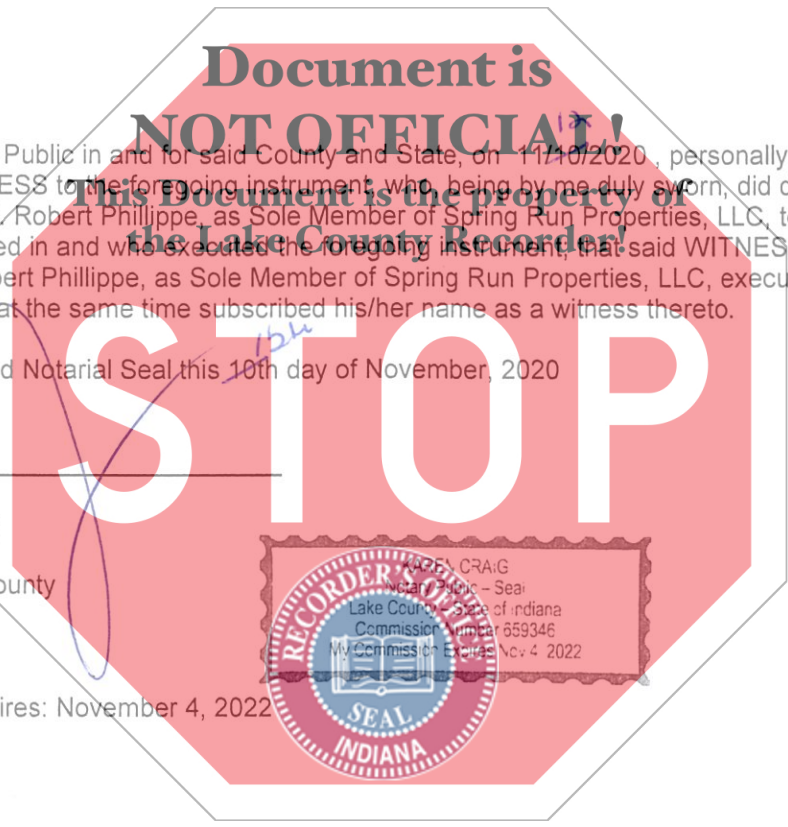 Document is
NOT OFFICIAL!
Public in and for said County and State, on 11/10/2020 , personally
12
This Document is the property of
ESS to the foregoing instrument, who, being by me duly sworn, did d
. Robert Phillippe, as Sole Member of Spring Run Properties, LLC, t
the Lake County Recorder!
ed in and who executed the foregoing instrument; that said WITNES
bert Phillippe, as Sole Member of Spring Run Properties, LLC, execu
at the same time subscribed his/her name as a witness thereto.
12th
d Notarial Seal this 10th day of November, 2020
STOP
ounty
KAREN CRAIG
Notary Public – Seal
Lake County – State of Indiana
Commission Number 659346
My Commission Expires Nov 4, 2022
RECORDER'S OFFICE
SEAL
INDIANA
ires: November 4, 2022